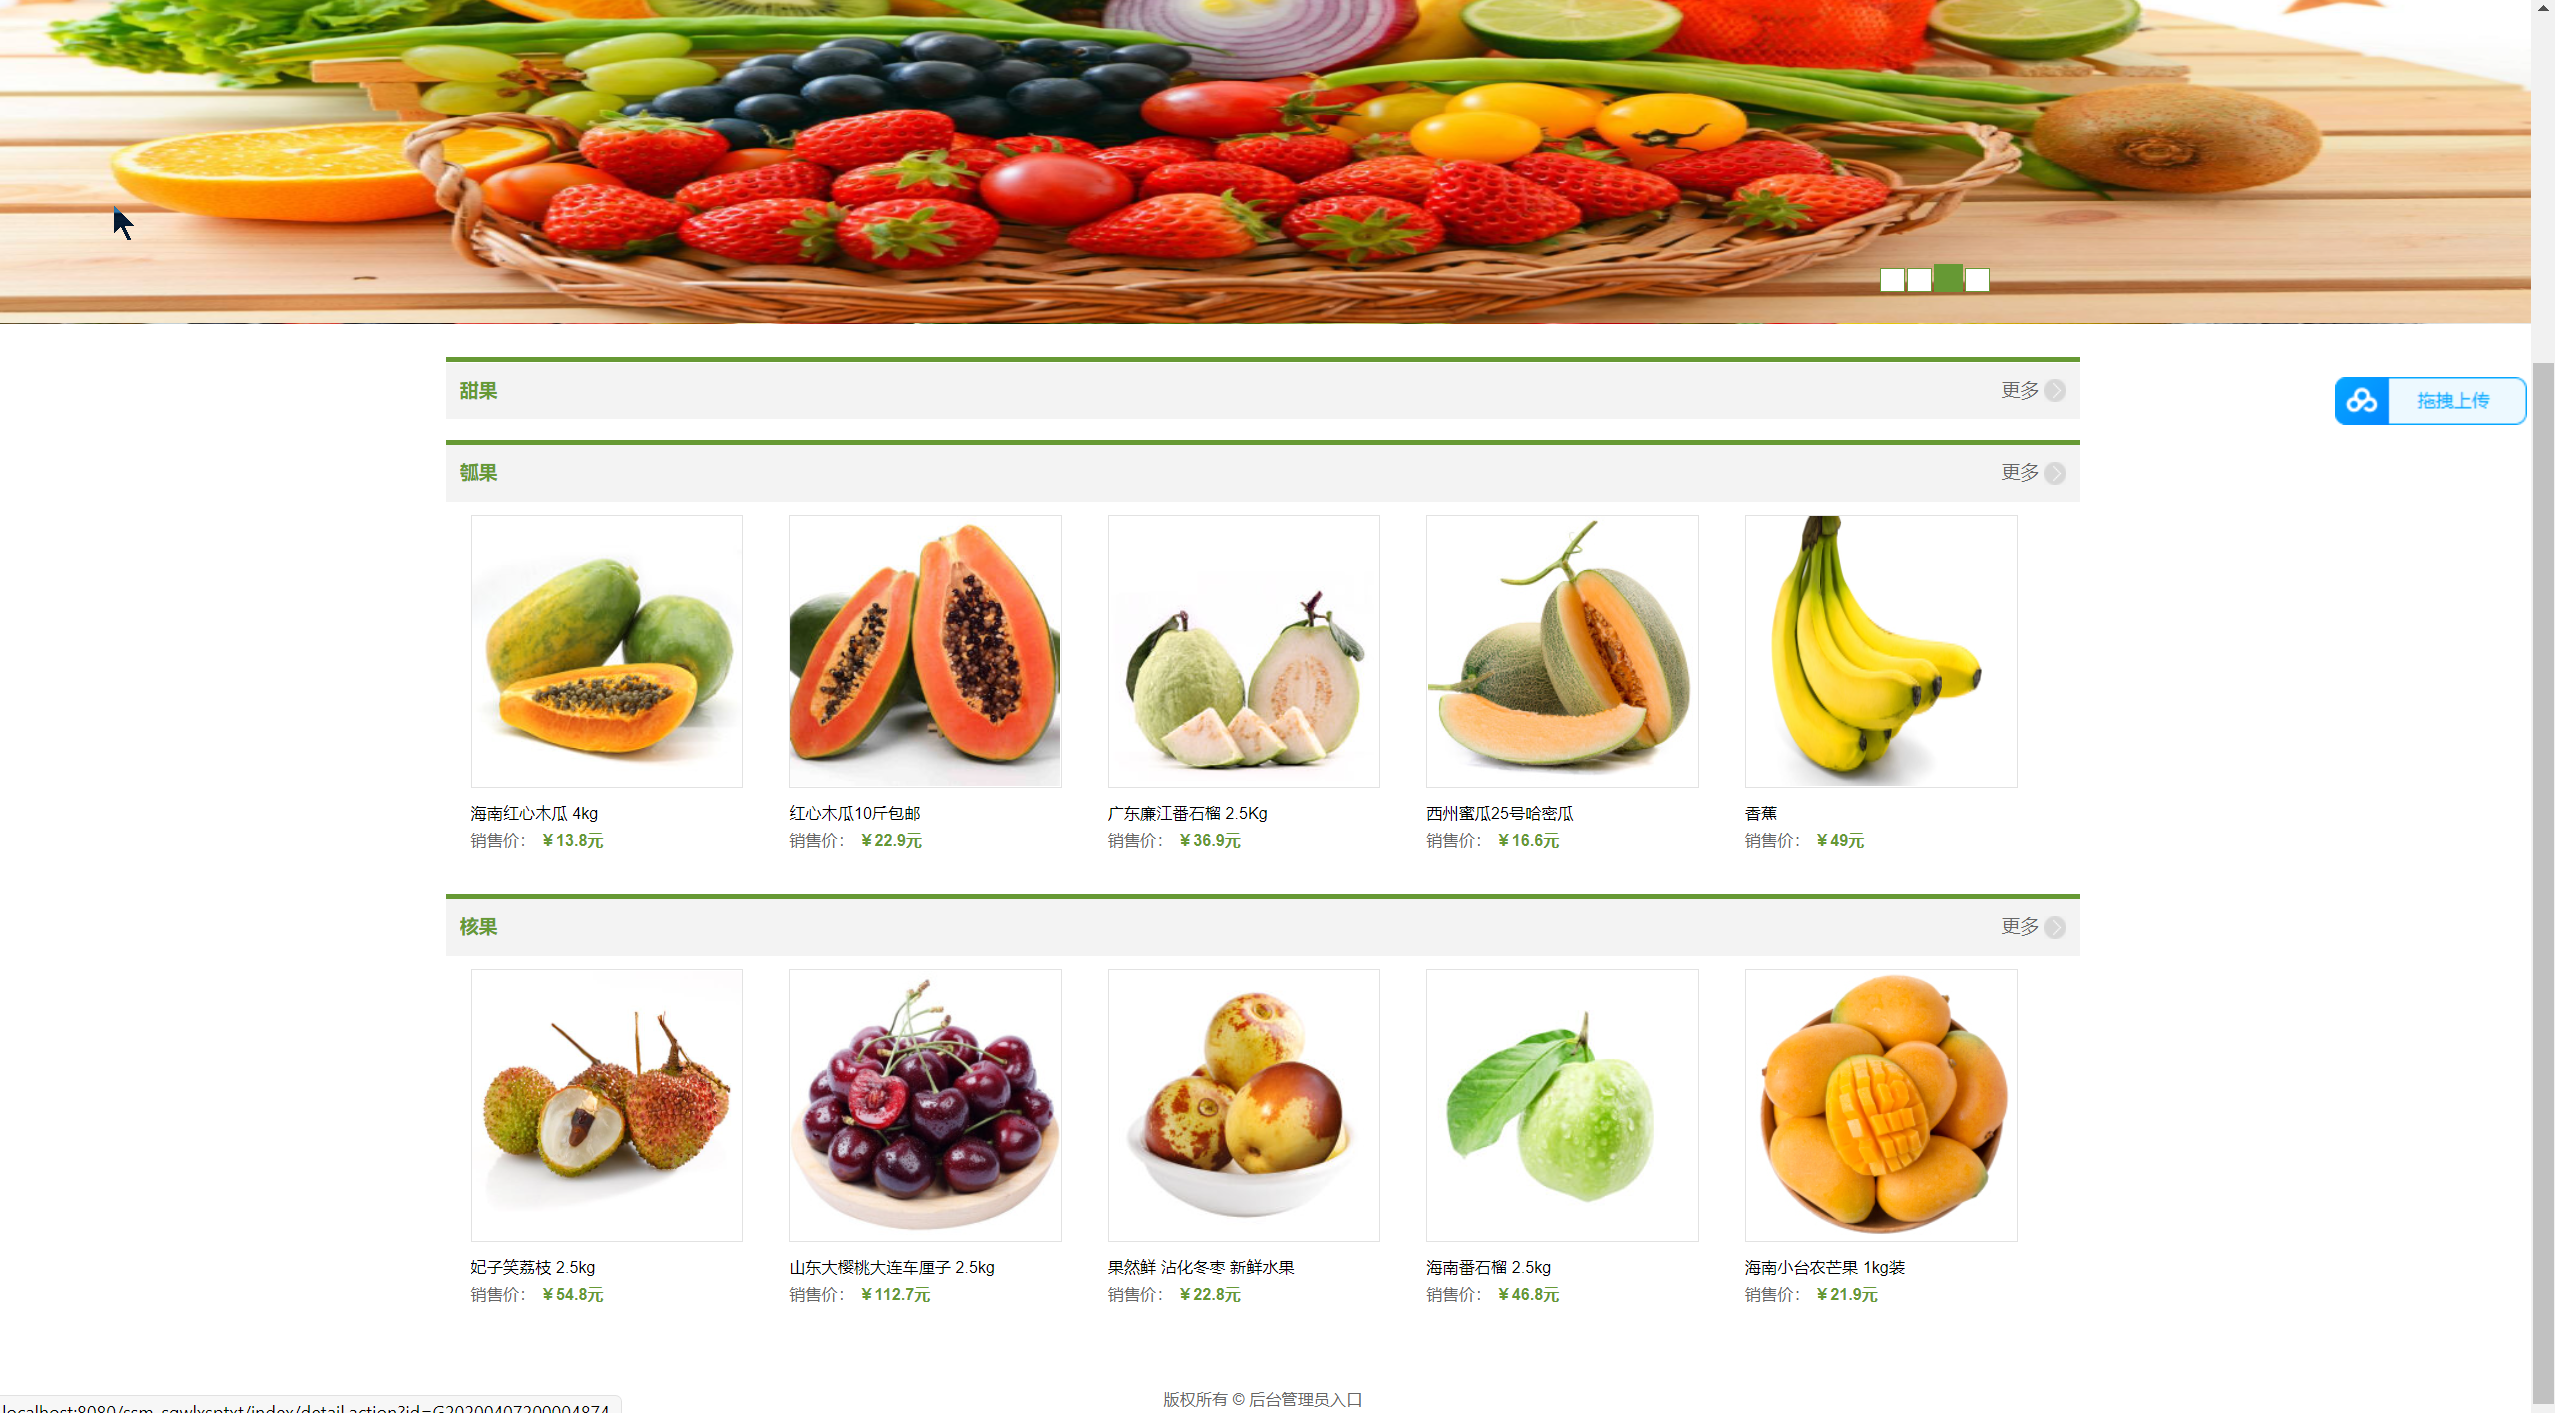 甜果 更多
拖拽上传
瓠果 更多
海南红心木瓜 4kg
销售价： ￥13.8元
红心木瓜10斤包邮
销售价： ￥22.9元
广东廉江番石榴 2.5Kg
销售价： ￥36.9元
西州蜜瓜25号哈密瓜
销售价： ￥16.6元
香蕉
销售价： ￥49元
核果 更多
妃子笑荔枝 2.5kg
销售价： ￥54.8元
山东大樱桃大连车厘子 2.5kg
销售价： ￥112.7元
果然鲜 沾化冬枣 新鲜水果
销售价： ￥22.8元
海南番石榴 2.5kg
销售价： ￥46.8元
海南小台农芒果 1kg装
销售价： ￥21.9元
版权所有 © 后台管理员入口
localhost:8080/ssm_sqwlxsptxt/index/detail.action?id=G20200407200004874